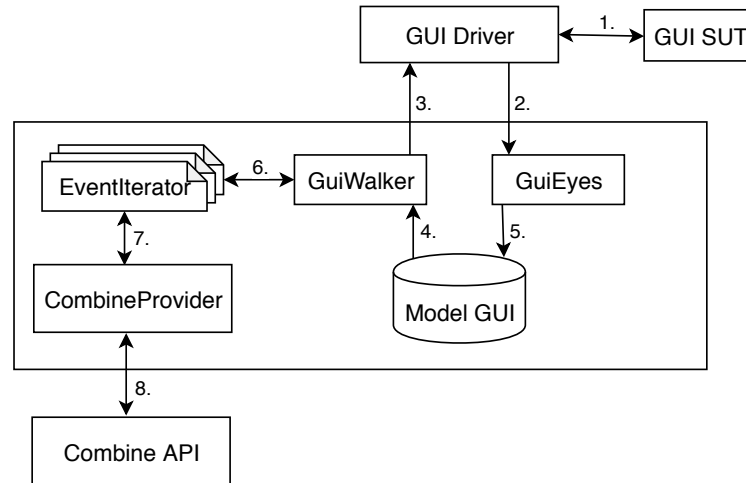 GUI Driver
1.
GUI SUT
3.
2.
EventIterator
6.
GuiWalker
GuiEyes
7.
4.
5.
CombineProvider
Model GUI
8.
Combine API